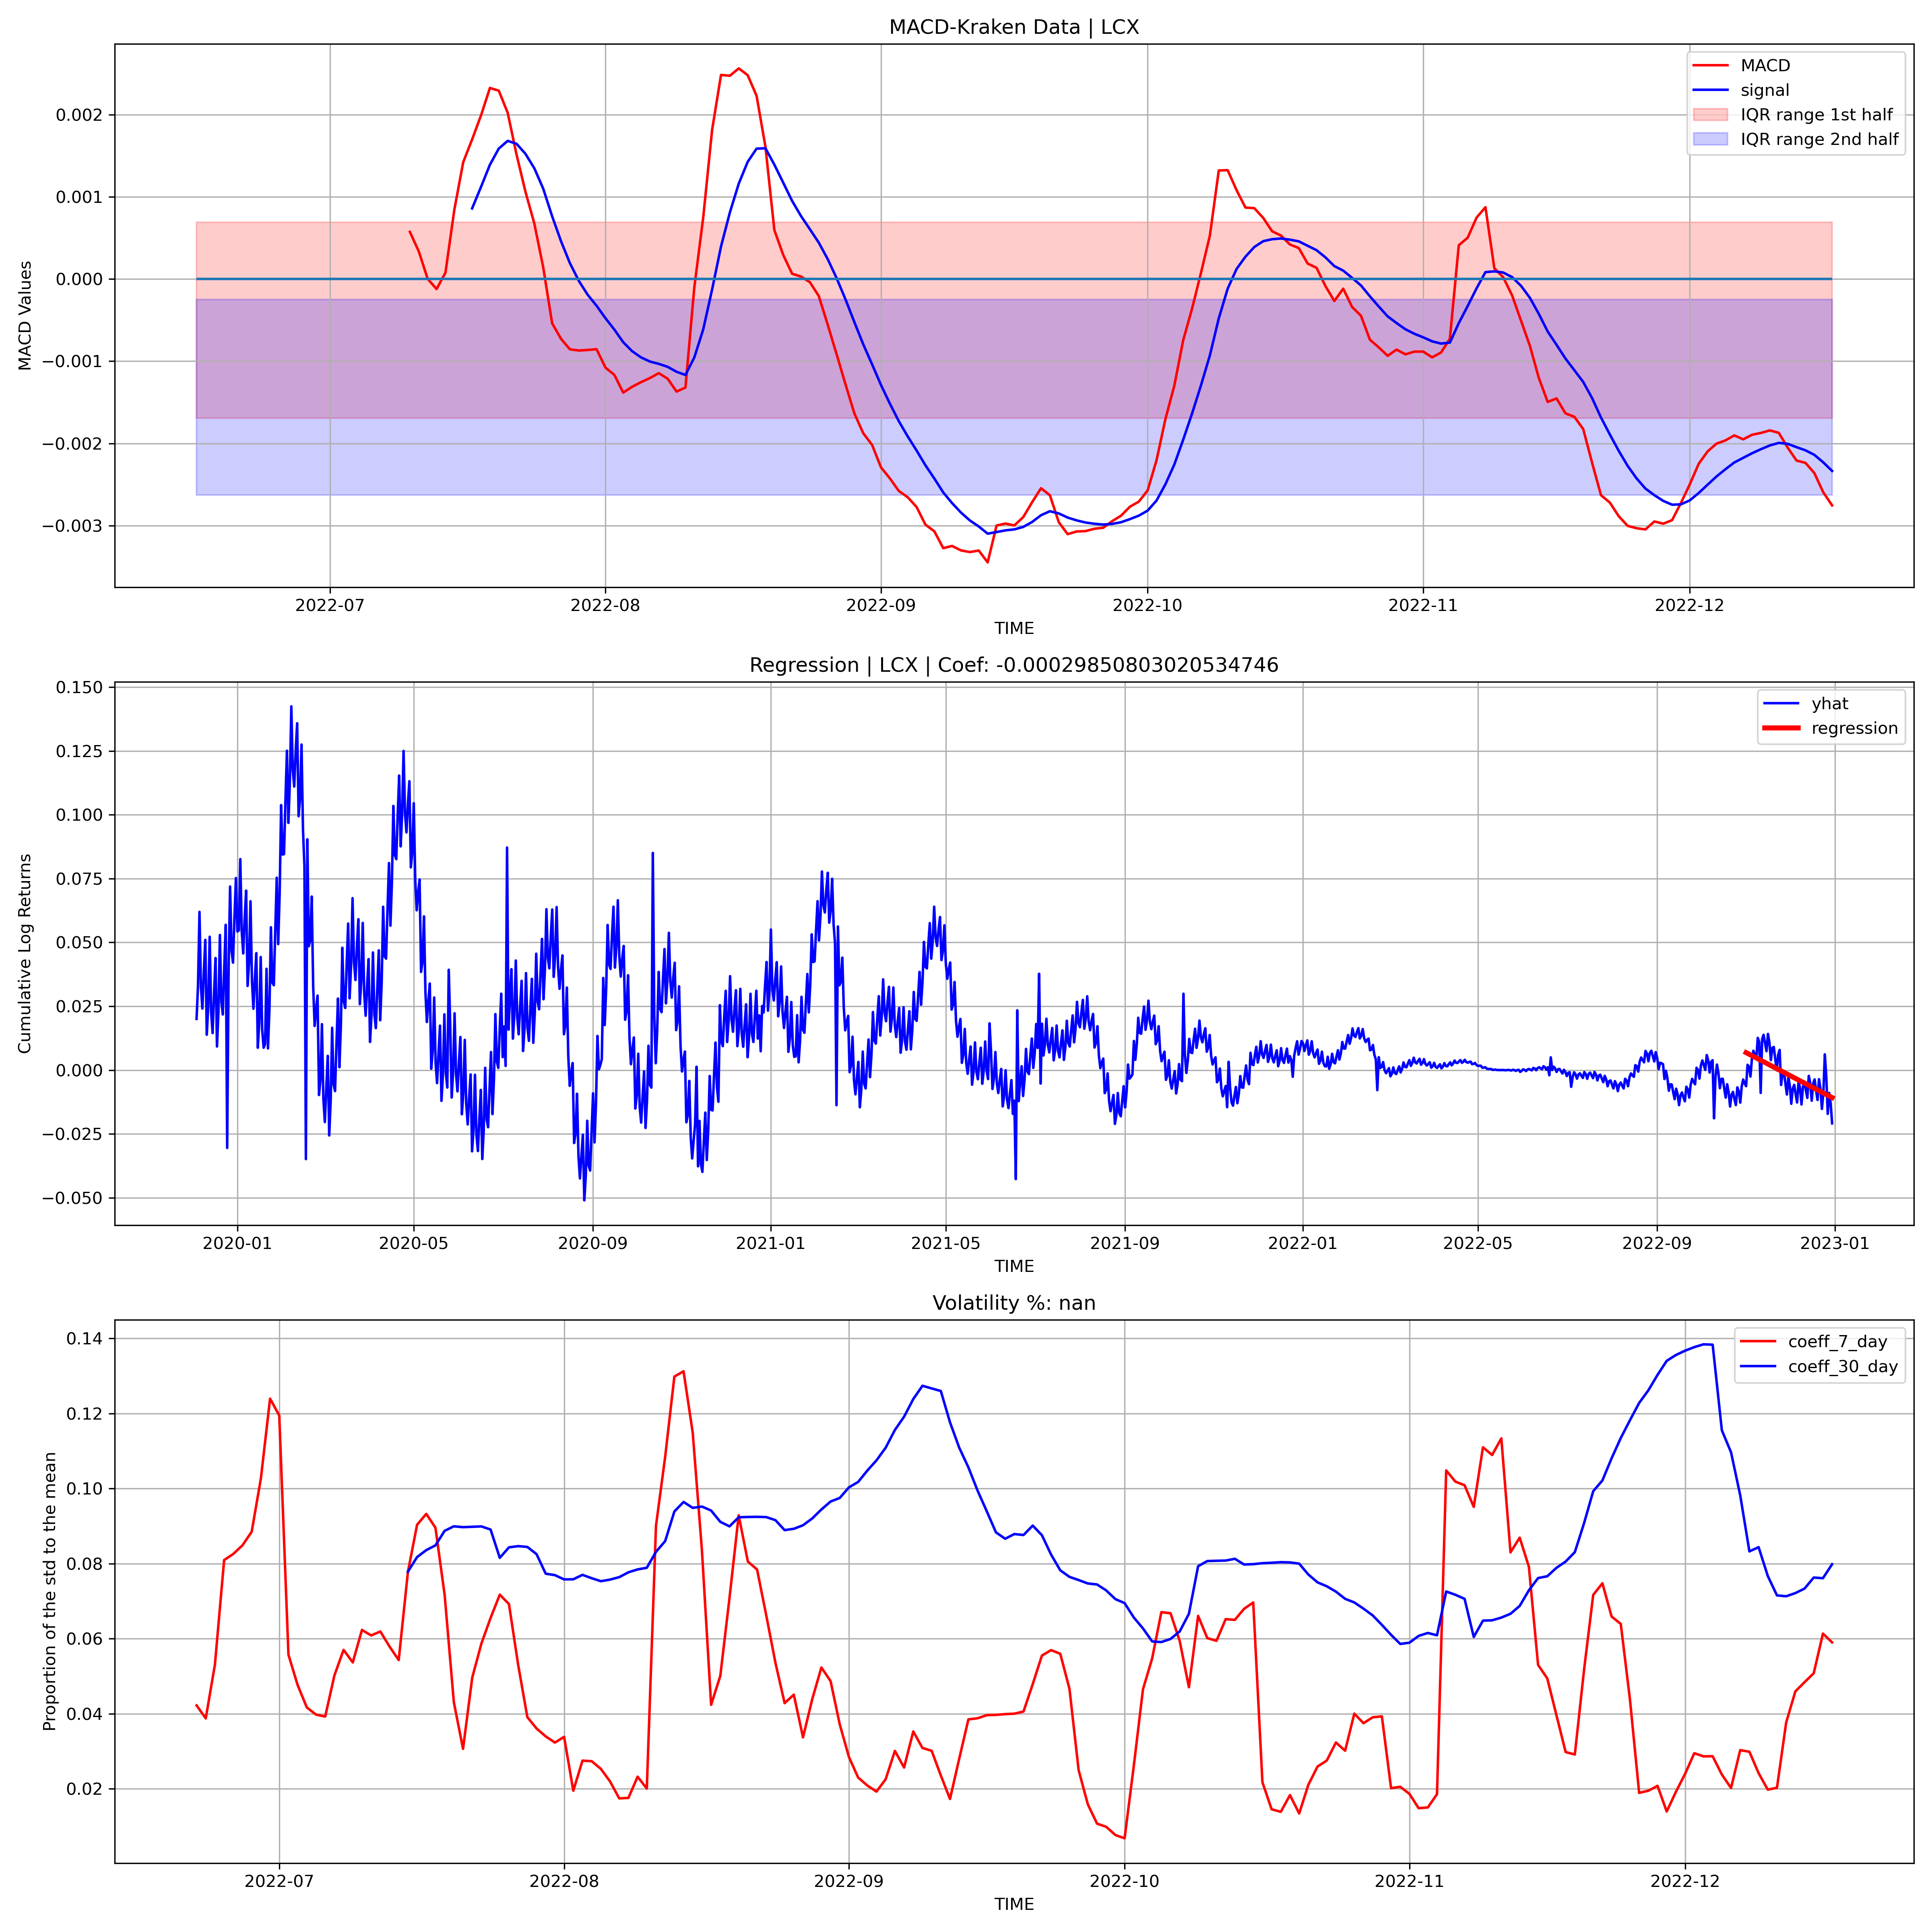 MACD-Kraken Data | LCX
MACD
signal
IQR range 1st half
IQR range 2nd half
MACD Values
0.002
0.001
0.000
−0.001
−0.002
−0.003
2022-07
2022-08
2022-09
2022-10
2022-11
2022-12
TIME
Regression | LCX | Coef: -0.00029850803020534746
yhat
regression
Cumulative Log Returns
0.150
0.125
0.100
0.075
0.050
0.025
0.000
−0.025
−0.050
2020-01
2020-05
2020-09
2021-01
2021-05
2021-09
2022-01
2022-05
2022-09
2023-01
TIME
Volatility %: nan
coeff_7_day
coeff_30_day
Proportion of the std to the mean
0.14
0.12
0.10
0.08
0.06
0.04
0.02
2022-07
2022-08
2022-09
2022-10
2022-11
2022-12
TIME